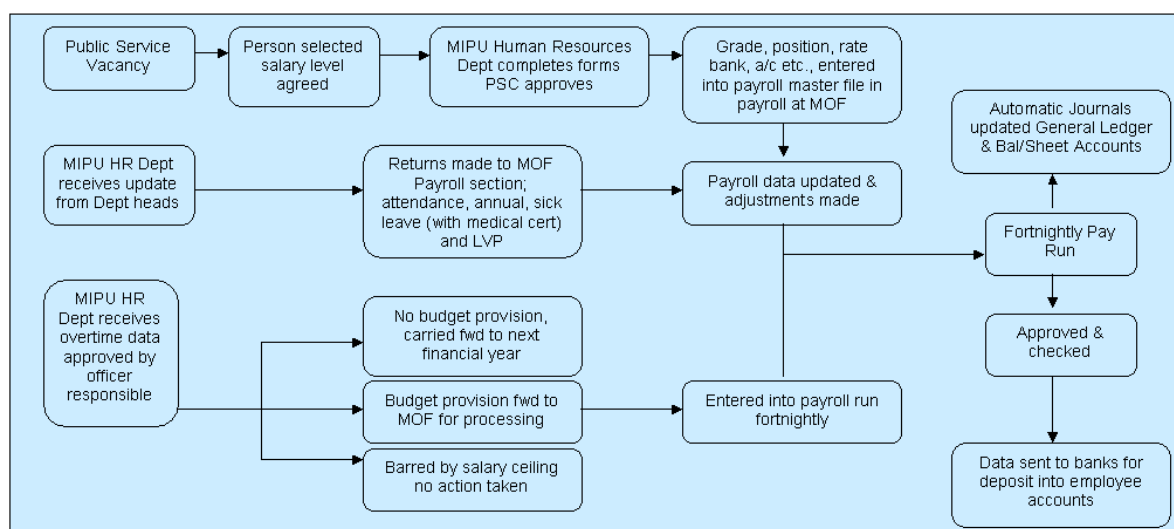 Public Service
Vacancy
Person selected
salary level
agreed
MIPU Human Resources
Dept completes forms
PSC approves
Grade, position, rate
bank, a/c etc., entered
into payroll master file in
payroll at MOF
Automatic Journals
updated General Ledger
& Bal/Sheet Accounts
MIPU HR Dept
receives update
from Dept heads
Returns made to MOF
Payroll section;
attendance, annual, sick
leave (with medical cert)
and LVP
Payroll data updated &
adjustments made
Fortnightly Pay
Run
MIPU HR
Dept receives
overtime data
approved by
officer
responsible
No budget provision,
carried fwd to next
financial year
Approved &
checked
Budget provision fwd to
MOF for processing
Entered into payroll run
fortnightly
Barred by salary ceiling
no action taken
Data sent to banks for
deposit into employee
accounts